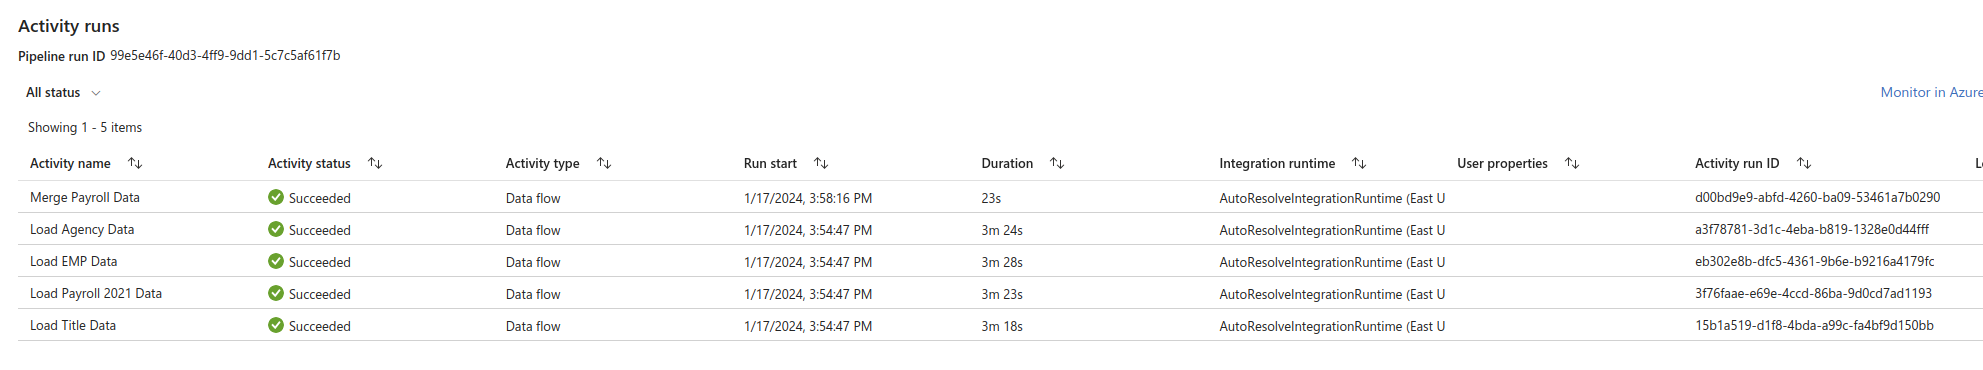 Activity runs
Pipeline run ID 99e5e46f-40d3-4ff9-9dd1-5c7c5af61f7b
All status
Monitor in Azure
Showing 1 - 5 items
Activity name Activity status Activity type Run start Duration Integration runtime User properties Activity run ID L
Merge Payroll Data Succeeded Data flow 1/17/2024, 3:58:16 PM 23s AutoResolveIntegrationRuntime (East U d00bd9e9-abfd-4260-ba09-53461a7b0290
Load Agency Data Succeeded Data flow 1/17/2024, 3:54:47 PM 3m 24s AutoResolveIntegrationRuntime (East U a3f78781-3d1c-4eba-b819-1328e0d44fff
Load EMP Data Succeeded Data flow 1/17/2024, 3:54:47 PM 3m 28s AutoResolveIntegrationRuntime (East U eb302e8b-dfc5-4361-9b6e-b9216a4179fc
Load Payroll 2021 Data Succeeded Data flow 1/17/2024, 3:54:47 PM 3m 23s AutoResolveIntegrationRuntime (East U 3f76faae-e69e-4ccd-86ba-9d0cd7ad1193
Load Title Data Succeeded Data flow 1/17/2024, 3:54:47 PM 3m 18s AutoResolveIntegrationRuntime (East U 15b1a519-d1f8-4bda-a99c-fa4bf9d150bb